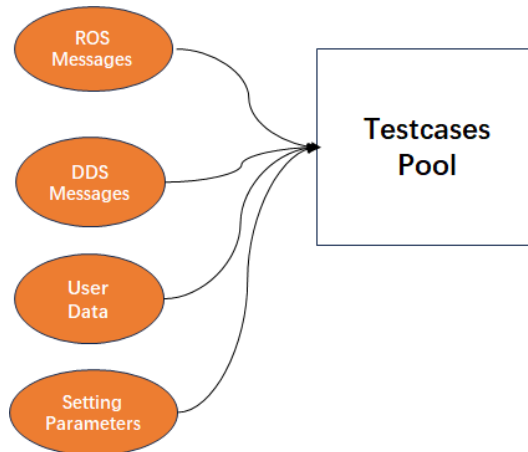 ROS
Messages
DDS
Messages
User
Data
Setting
Parameters
Testcases
Pool